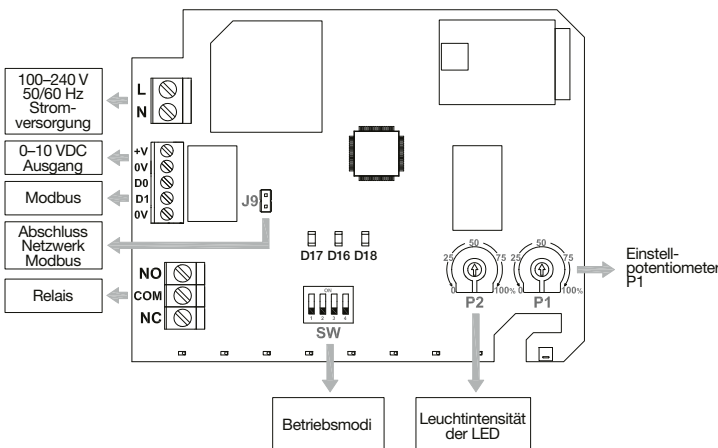 100–240 V
50/60 Hz
Strom-
versorgung
L
N
0–10 VDC
Ausgang
+V
0V
D0
D1
0V
Modbus
J9
Abschluss
Netzwerk
Modbus
D17 D16 D18
NO
COM
NC
Relais
ON
1 2 3 4
SW
0 25 50 75 100%
P2
0 25 50 75 100%
P1
Einstell-
potentiometer
P1
Betriebsmodi
Leuchtintensität
der LED